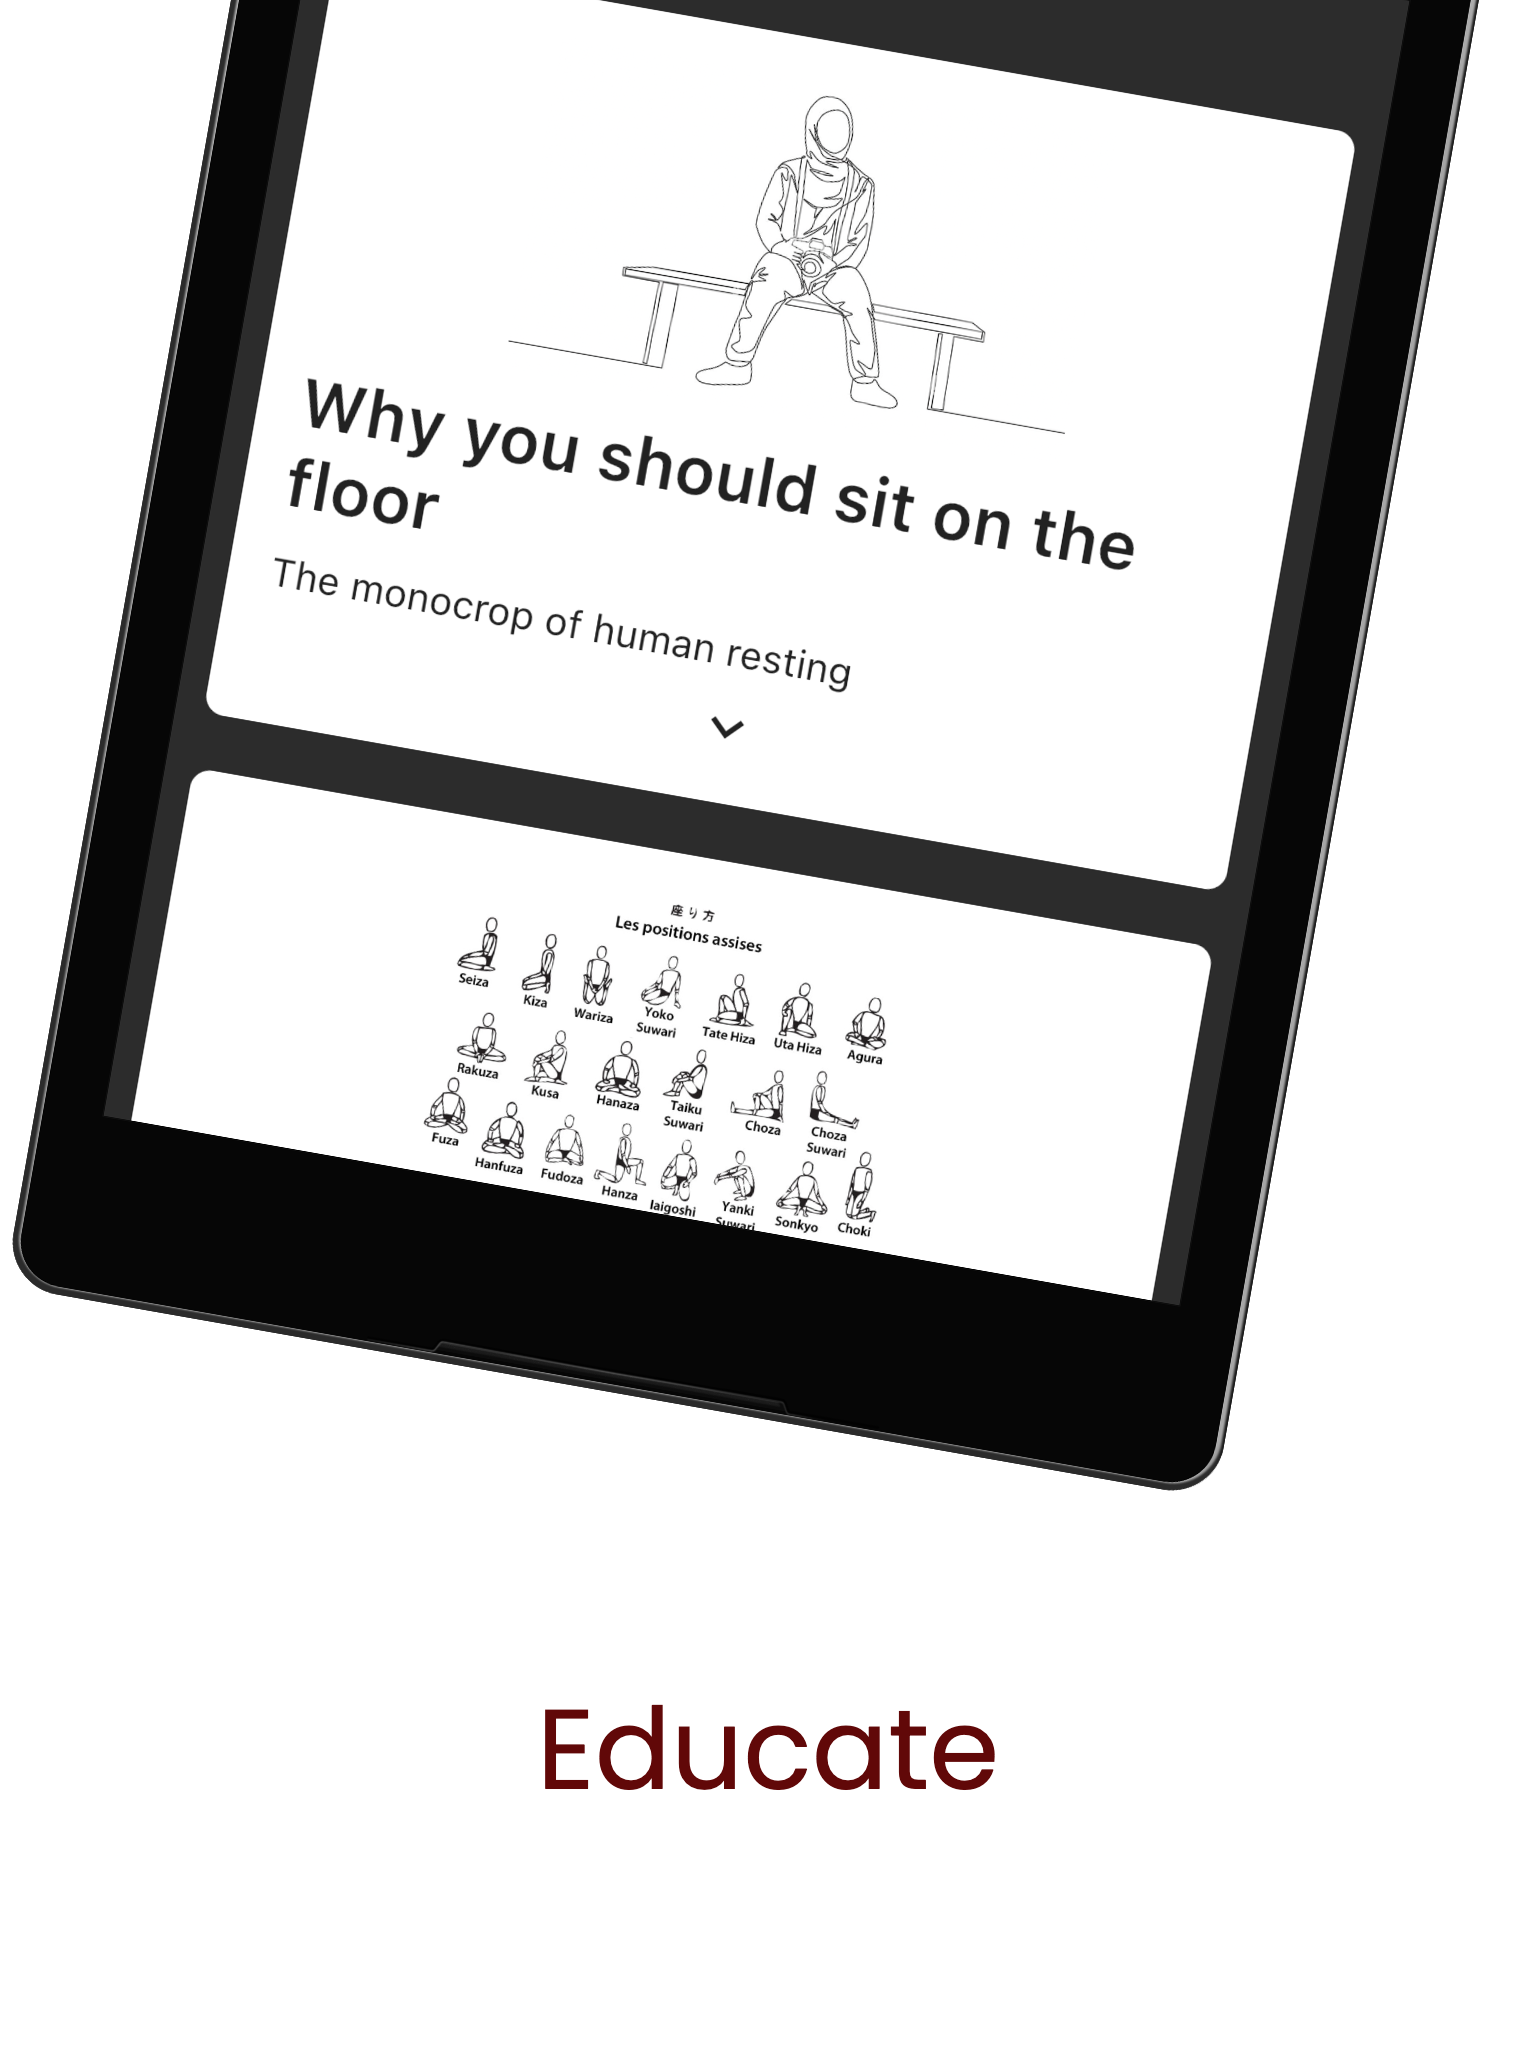 Why you should sit on the
floor
The monocrop of human resting
座り方
Les positions assises
Seiza
Kiza
Wariza
Yoko
Suwari
Tate Hiza
Uta Hiza
Agura
Rakuza
Kusa
Hanaza
Taiku
Suwari
Choza
Choza
Suwari
Fuza
Hanfuza
Fudoza
Hanza
Iaigoshi
Yanki
Suwari
Sonkyo
Choki
Educate